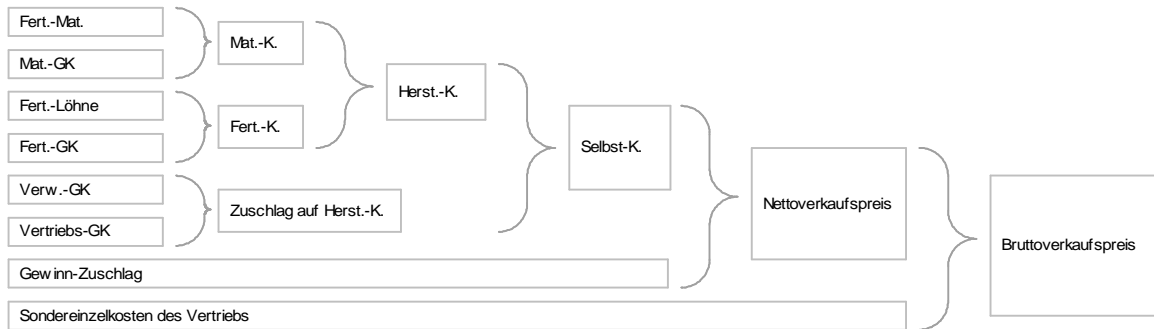 Fert.-Mat.
Mat.-GK
Mat.-K.
Fert.-Löhne
Fert.-GK
Fert.-K.
Herst.-K.
Verw.-GK
Vertriebs-GK
Zuschlag auf Herst.-K.
Selbst-K.
Gewinn-Zuschlag
Nettoverkaufspreis
Sondereinzelkosten des Vertriebs
Bruttoverkaufspreis